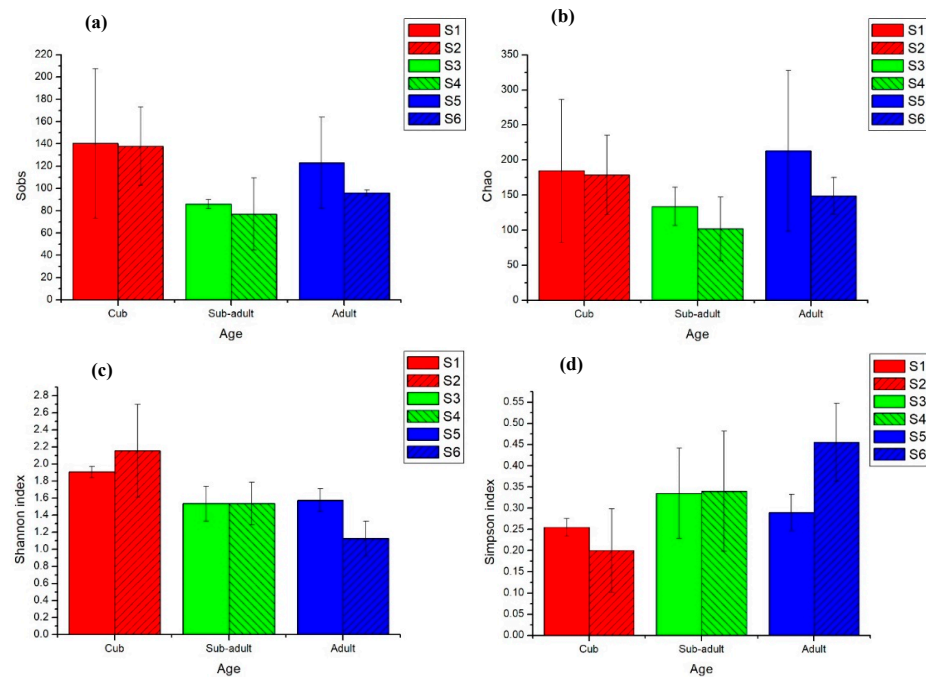 (a)
S1
S2
S3
S4
S5
S6
220
200
180
160
140
120
100
80
60
40
20
0
Sobs
Cub Sub-adult Adult
Age
(b)
S1
S2
S3
S4
S5
S6
350
300
250
200
150
100
50
0
Chao
Cub Sub-adult Adult
Age
(c)
S1
S2
S3
S4
S5
S6
2.8
2.6
2.4
2.2
2.0
1.8
1.6
1.4
1.2
1.0
0.8
0.6
0.4
0.2
0.0
Shannon index
Cub Sub-adult Adult
Age
(d)
S1
S2
S3
S4
S5
S6
0.55
0.50
0.45
0.40
0.35
0.30
0.25
0.20
0.15
0.10
0.05
0.00
Simpson index
Cub Sub-adult Adult
Age